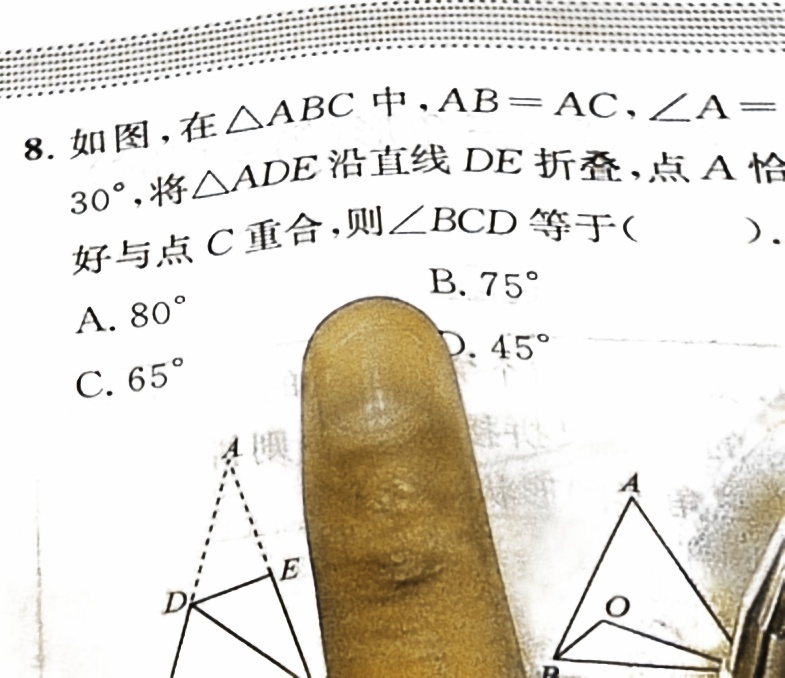 8. 如图,在△ABC 中,AB=AC,∠A=
30°,将△ADE 沿直线 DE 折叠,点 A 恰
好与点 C 重合,则∠BCD 等于(    ).
A. 80°
B. 75°
C. 65°
D. 45°
A
E
D
A
O
B